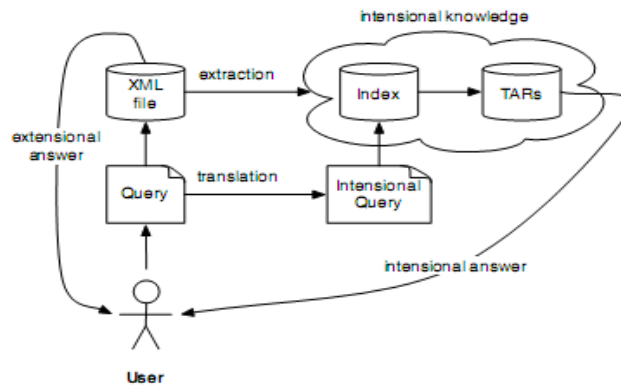 intensional knowledge
XML
file
extraction
Index
TARs
extensional
answer
Query
translation
Intensional
Query
intensional answer
User